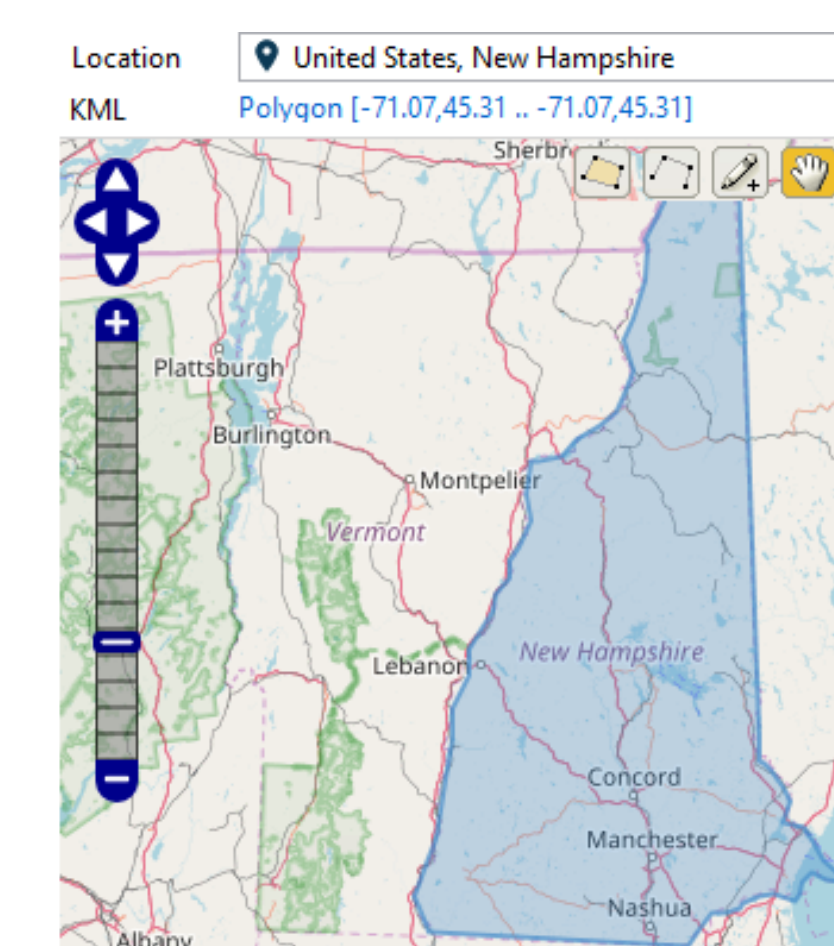 Location
United States, New Hampshire
KML
Polygon [-71.07,45.31 .. -71.07,45.31]
Plattsburgh
Burlington
Montpelier
Vermont
Lebanon
New Hampshire
Concord
Manchester
Nashua
Albany